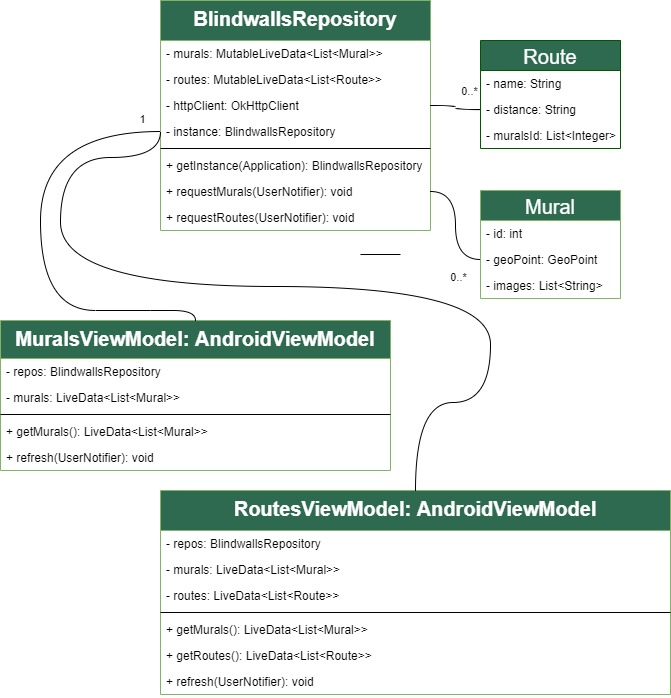 BlindwallsRepository
- murals: MutableLiveData<List<Mural>>
- routes: MutableLiveData<List<Route>>
- httpClient: OkHttpClient
- instance: BlindwallsRepository
+ getInstance(Application): BlindwallsRepository
+ requestMurals(UserNotifier): void
+ requestRoutes(UserNotifier): void
1
0..*
Route
- name: String
- distance: String
- muralsId: List<Integer>
Mural
- id: int
- geoPoint: GeoPoint
- images: List<String>
0..*
MuralsViewModel: AndroidViewModel
- repos: BlindwallsRepository
- murals: LiveData<List<Mural>>
+ getMurals(): LiveData<List<Mural>>
+ refresh(UserNotifier): void
RoutesViewModel: AndroidViewModel
- repos: BlindwallsRepository
- murals: LiveData<List<Mural>>
- routes: LiveData<List<Route>>
+ getMurals(): LiveData<List<Mural>>
+ getRoutes(): LiveData<List<Route>>
+ refresh(UserNotifier): void